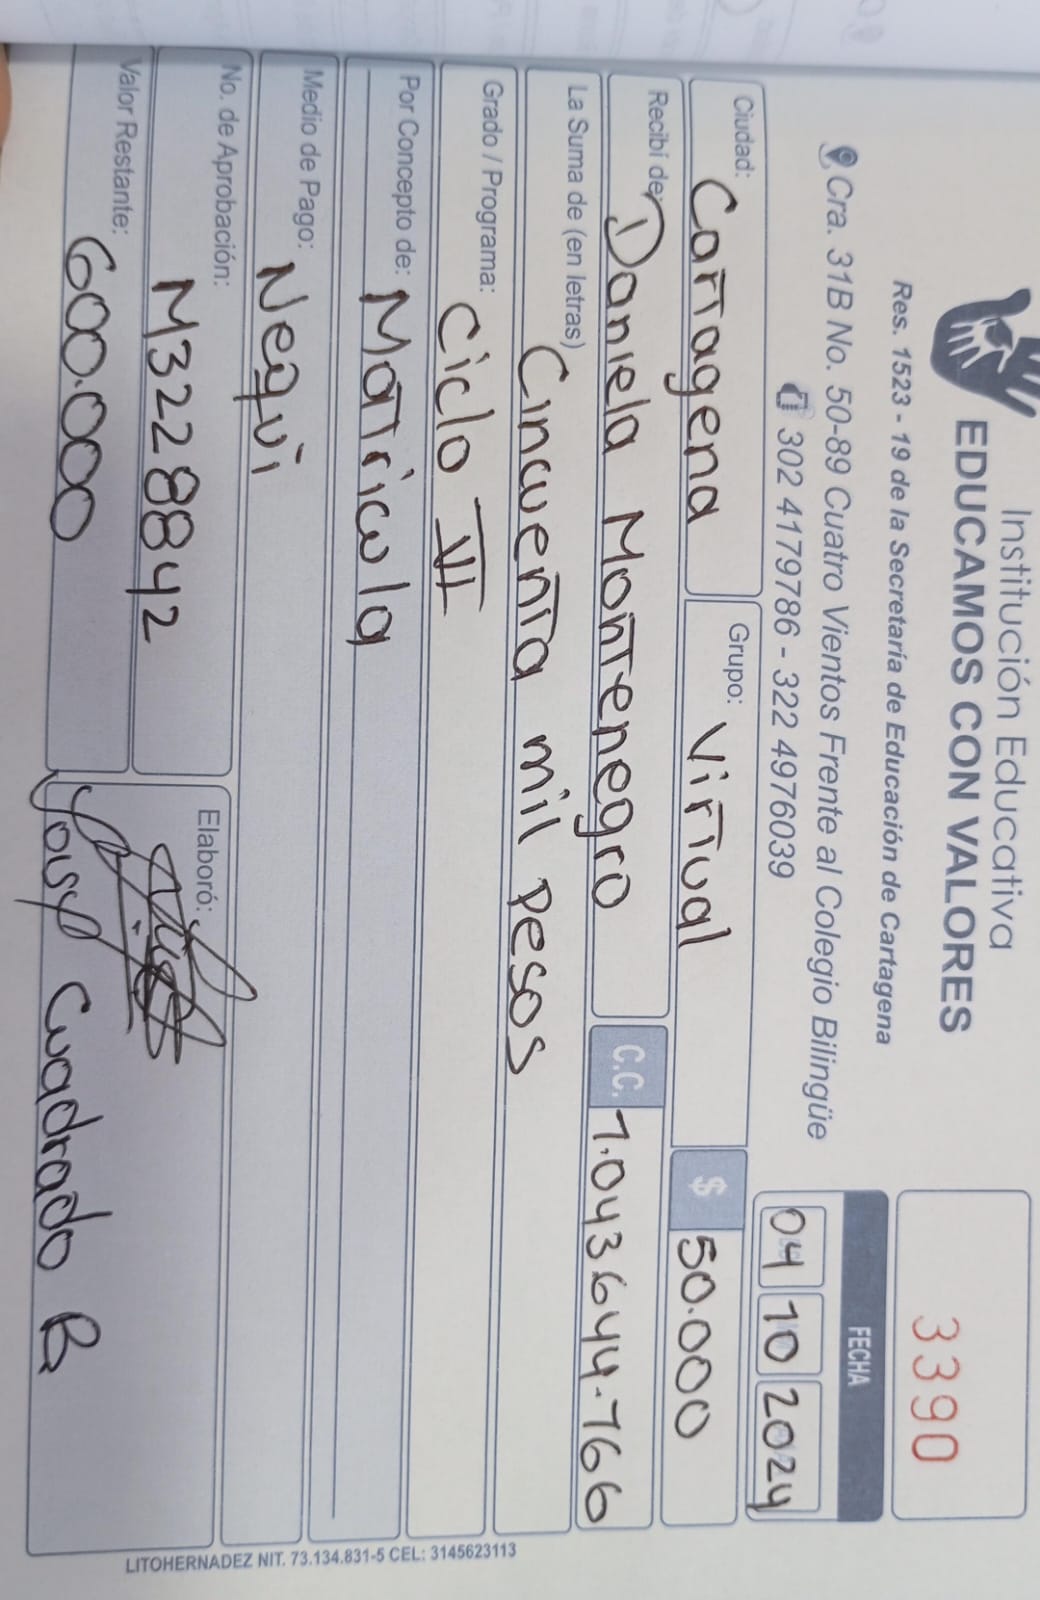 Institución Educativa
EDUCAMOS CON VALORES
Res. 1523 - 19 de la Secretaría de Educación de Cartagena
Cra. 31B No. 50-89 Cuatro Vientos Frente al Colegio Bilingüe
302 4179786 - 322 4976039
3390
FECHA
04 10 2024
Ciudad: Cartagena Grupo: Virtual $ 50.000
Recibí de: Daniela Montenegro C.C. 1.043.644.766
La Suma de (en letras) Cincuenta mil pesos
Grado / Programa: Ciclo VI
Por Concepto de: Matricula
Medio de Pago: Nequi
No. de Aprobación: M32288842
Elaboró:
Valor Restante: 600.000
Cuadrado B
LITOHERNADEZ NIT. 73.134.831-5 CEL: 3145623113